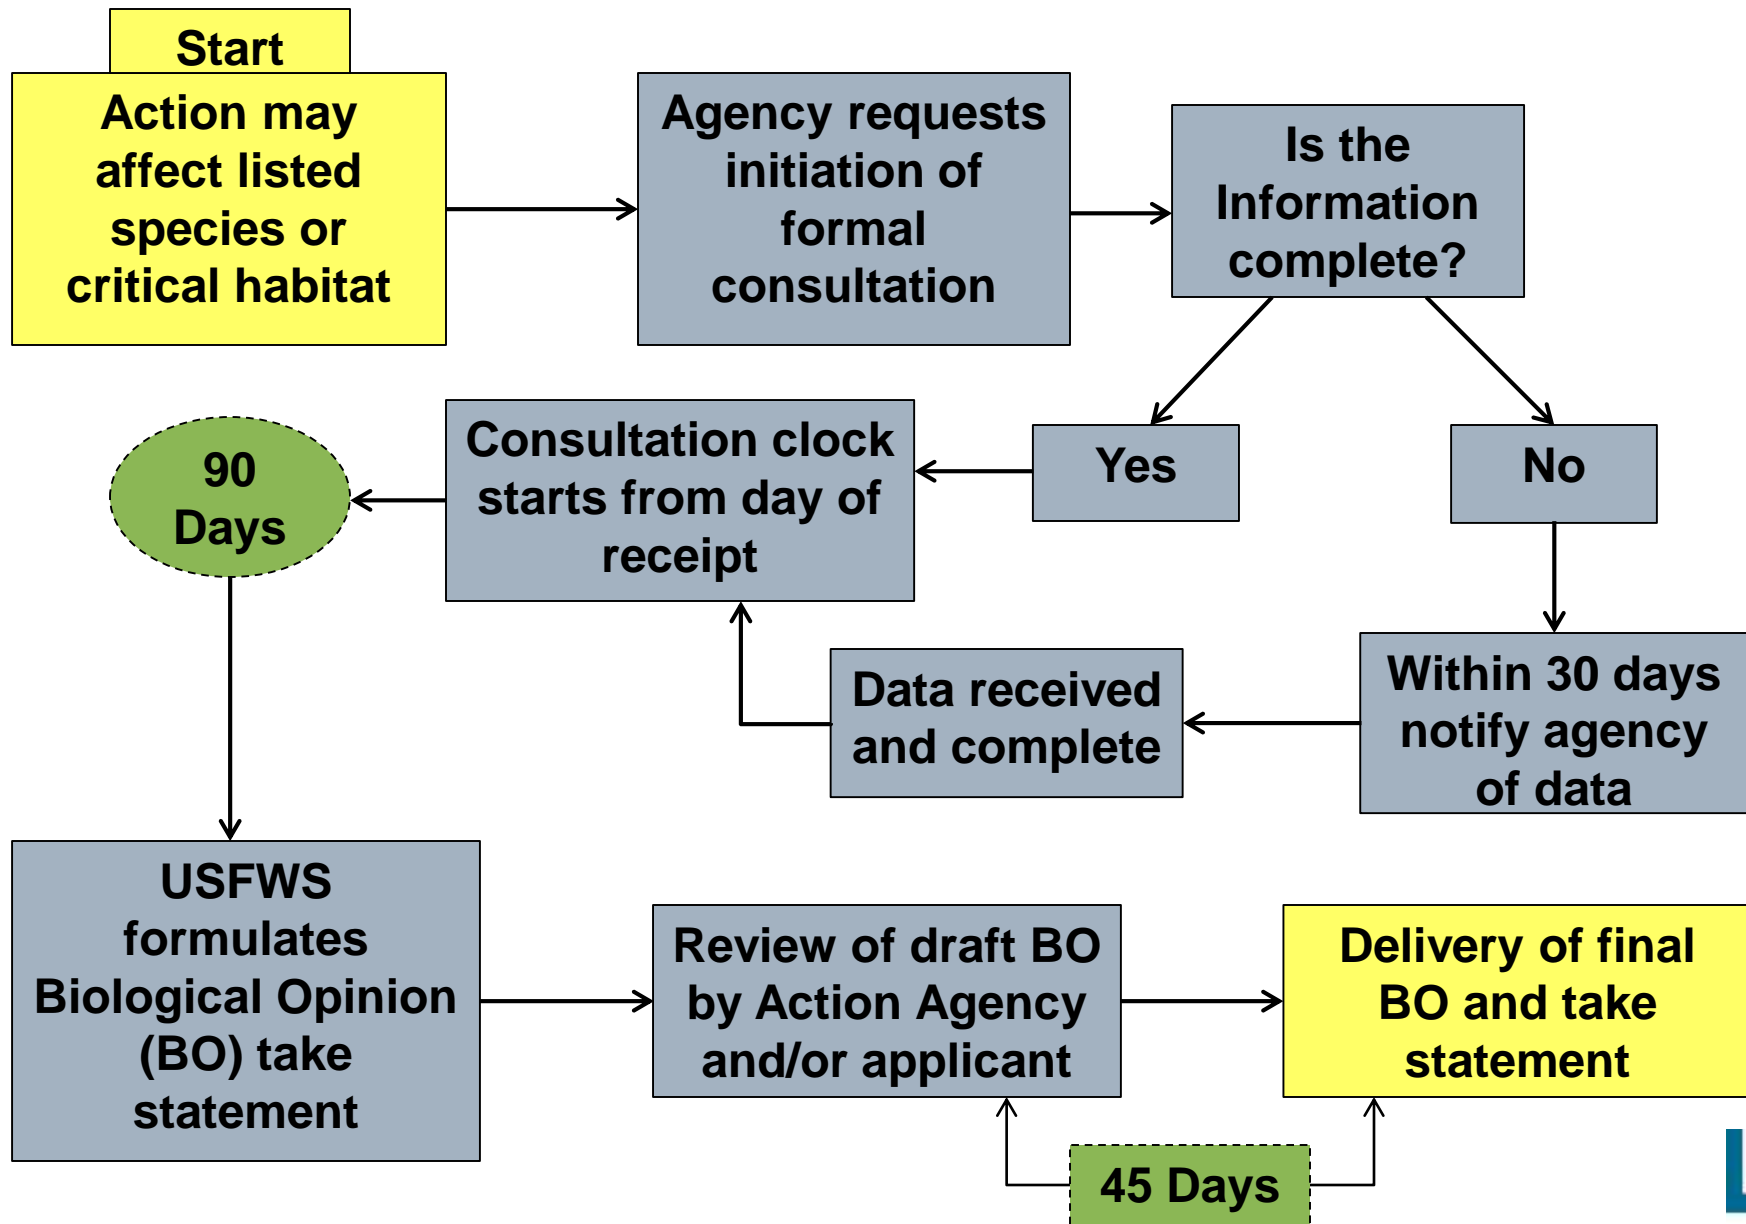 Start
Action may
affect listed
species or
critical habitat
Agency requests
initiation of
formal
consultation
Is the
Information
complete?
Yes
No
Consultation clock
starts from day of
receipt
90
Days
Within 30 days
notify agency
of data
Data received
and complete
USFWS
formulates
Biological Opinion
(BO) take
statement
Review of draft BO
by Action Agency
and/or applicant
Delivery of final
BO and take
statement
45 Days